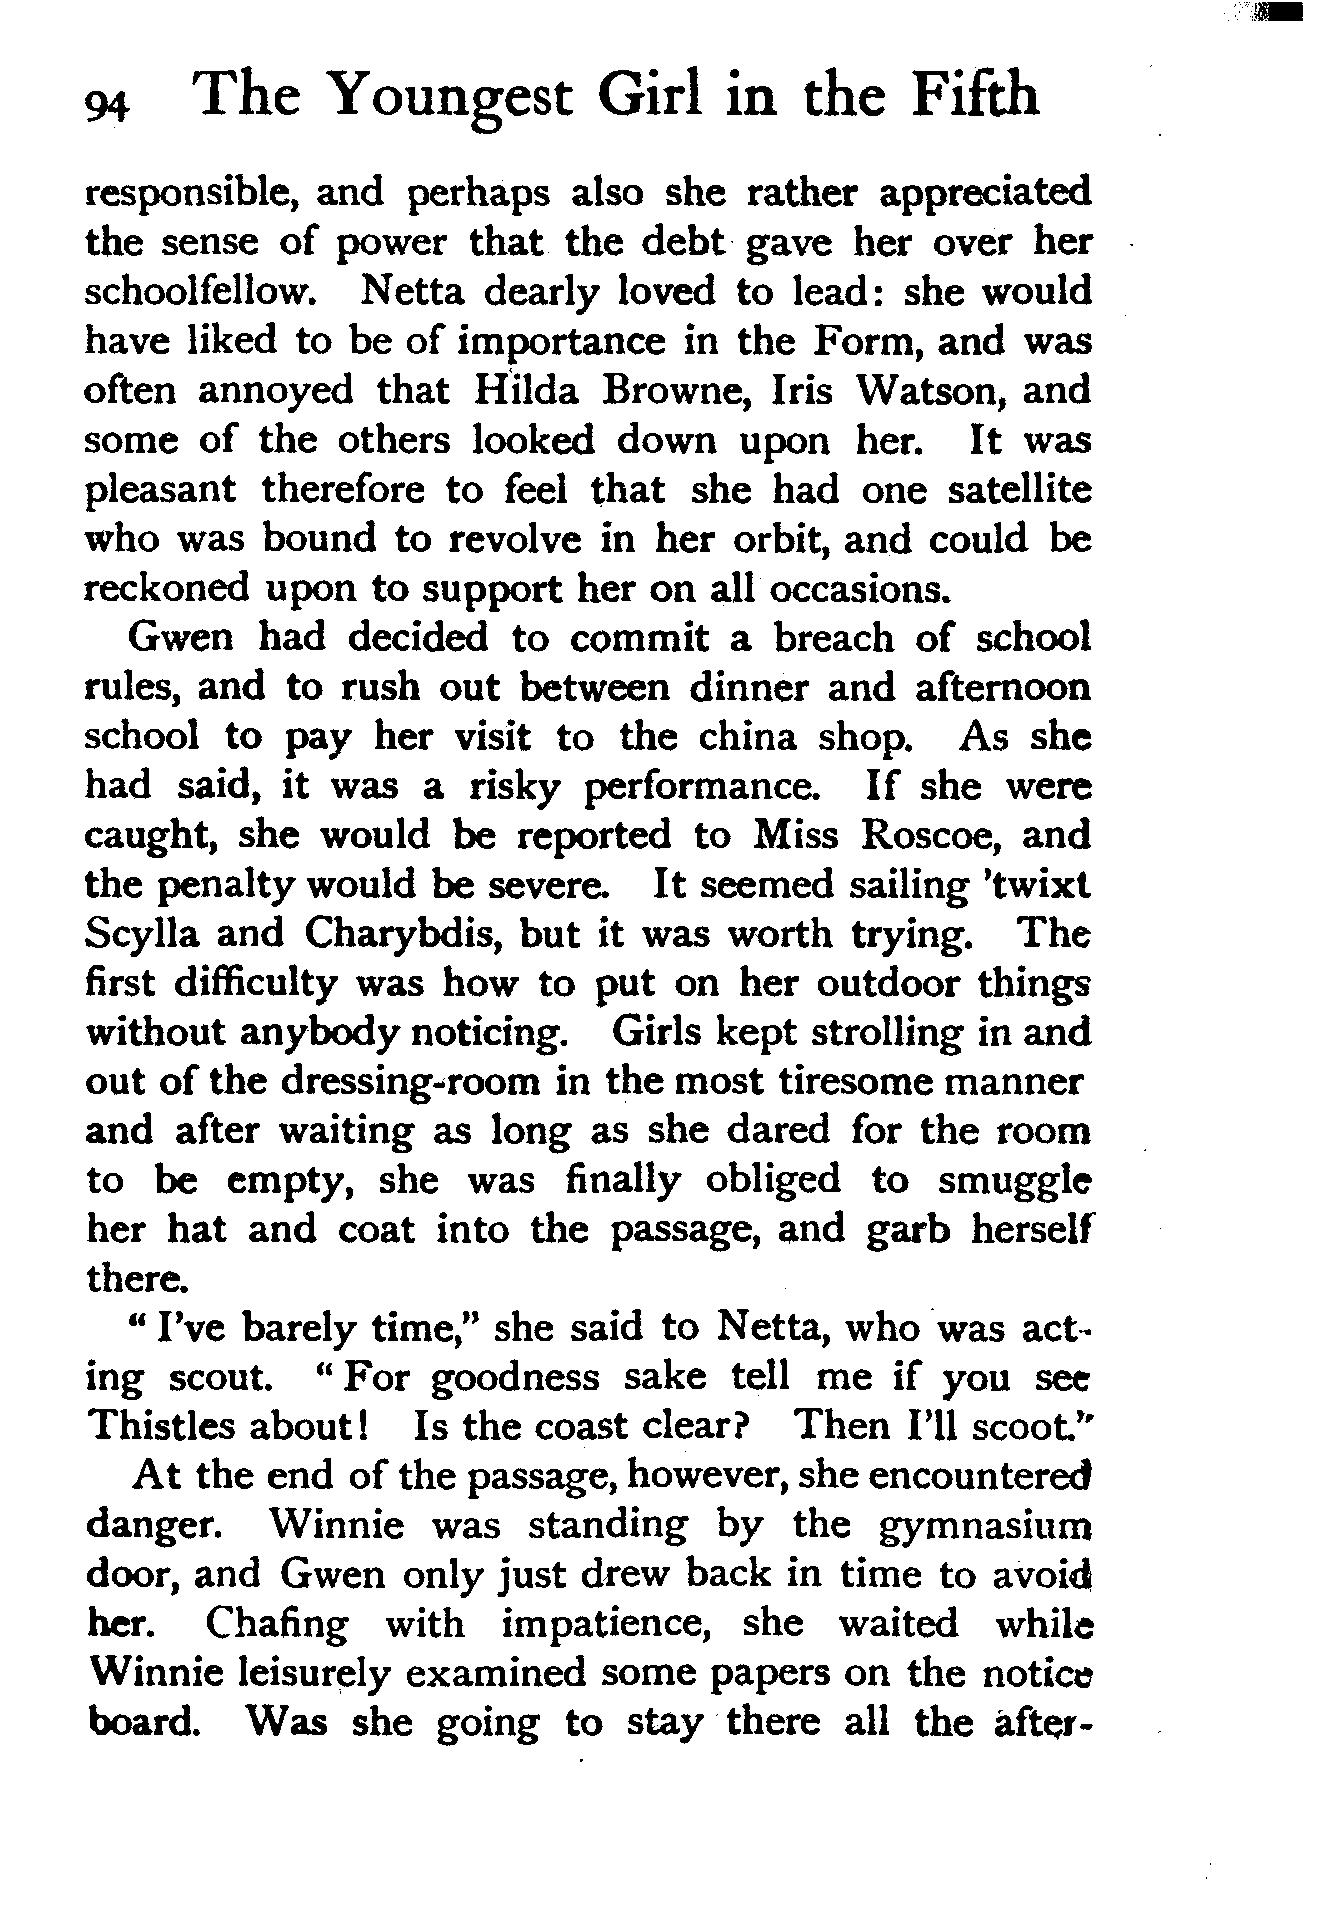 94 The Youngest Girl in the Fifth
responsible, and perhaps also she rather appreciated
the sense of power that the debt gave her over her
schoolfellow. Netta dearly loved to lead: she would
have liked to be of importance in the Form, and was
often annoyed that Hilda Browne, Iris Watson, and
some of the others looked down upon her. It was
pleasant therefore to feel that she had one satellite
who was bound to revolve in her orbit, and could be
reckoned upon to support her on all occasions.
Gwen had decided to commit a breach of school
rules, and to rush out between dinner and afternoon
school to pay her visit to the china shop. As she
had said, it was a risky performance. If she were
caught, she would be reported to Miss Roscoe, and
the penalty would be severe. It seemed sailing 'twixt
Scylla and Charybdis, but it was worth trying. The
first difficulty was how to put on her outdoor things
without anybody noticing. Girls kept strolling in and
out of the dressing-room in the most tiresome manner
and after waiting as long as she dared for the room
to be empty, she was finally obliged to smuggle
her hat and coat into the passage, and garb herself
there.
“I've barely time,” she said to Netta, who was act-
ing scout. “For goodness sake tell me if you see
Thistles about! Is the coast clear? Then I'll scoot.”
At the end of the passage, however, she encountered
danger. Winnie was standing by the gymnasium
door, and Gwen only just drew back in time to avoid
her. Chafing with impatience, she waited while
Winnie leisurely examined some papers on the notice
board. Was she going to stay there all the after-